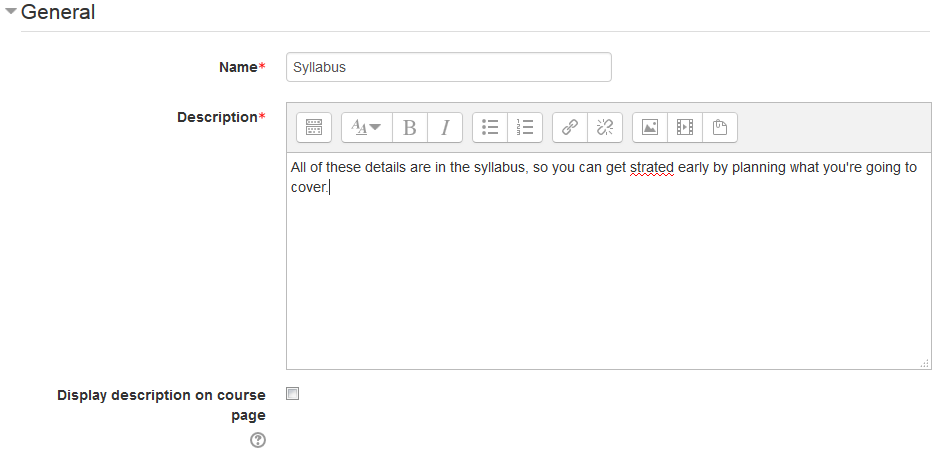 General
Name*
Syllabus
Description*
All of these details are in the syllabus, so you can get strated early by planning what you're going to
cover.
Display description on course
page